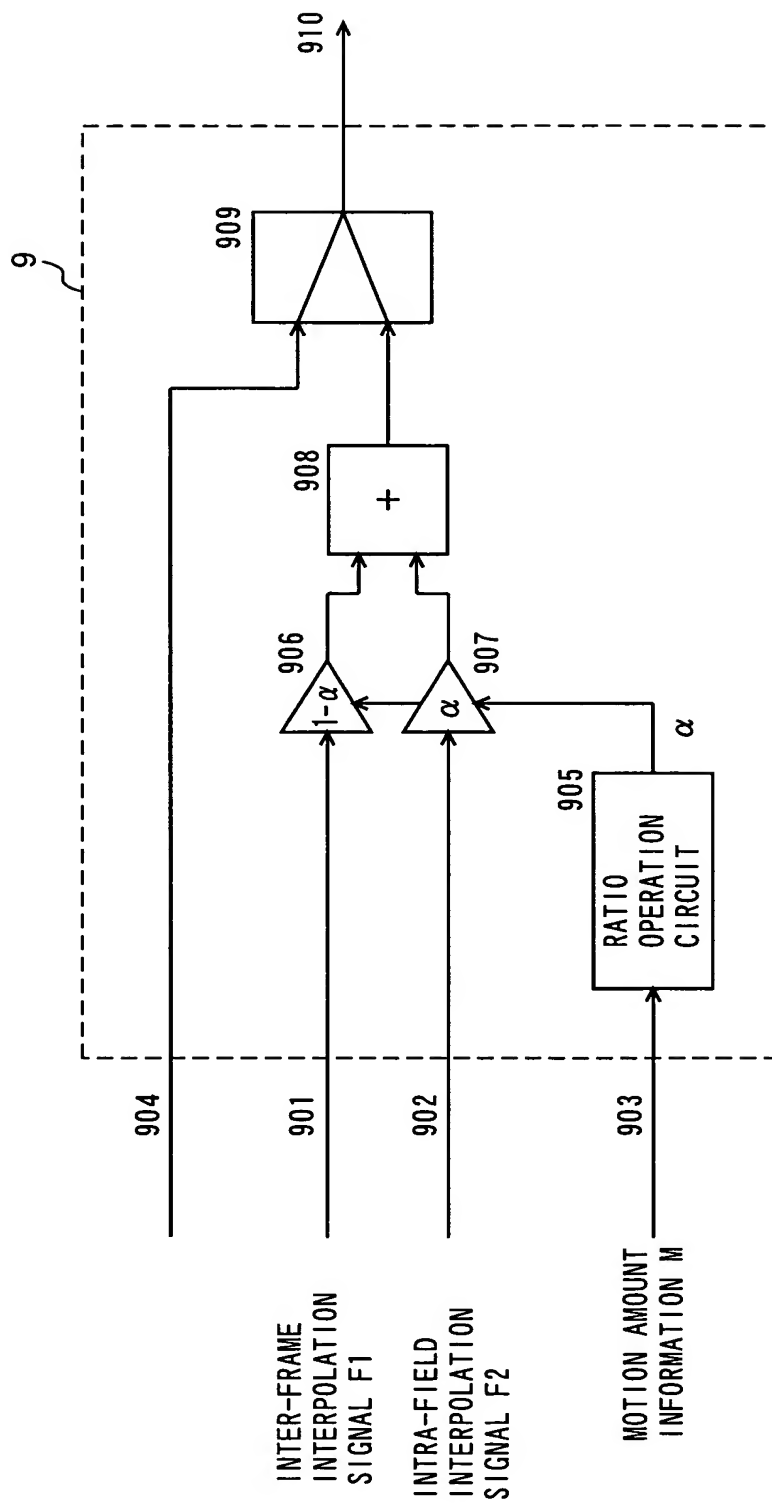 9
910
909
908
+
906
1-α
907
α
α
905
RATIO
OPERATION
CIRCUIT
904
901
902
903
INTER-FRAME
INTERPOLATION
SIGNAL F1
INTRA-FIELD
INTERPOLATION
SIGNAL F2
MOTION AMOUNT
INFORMATION M